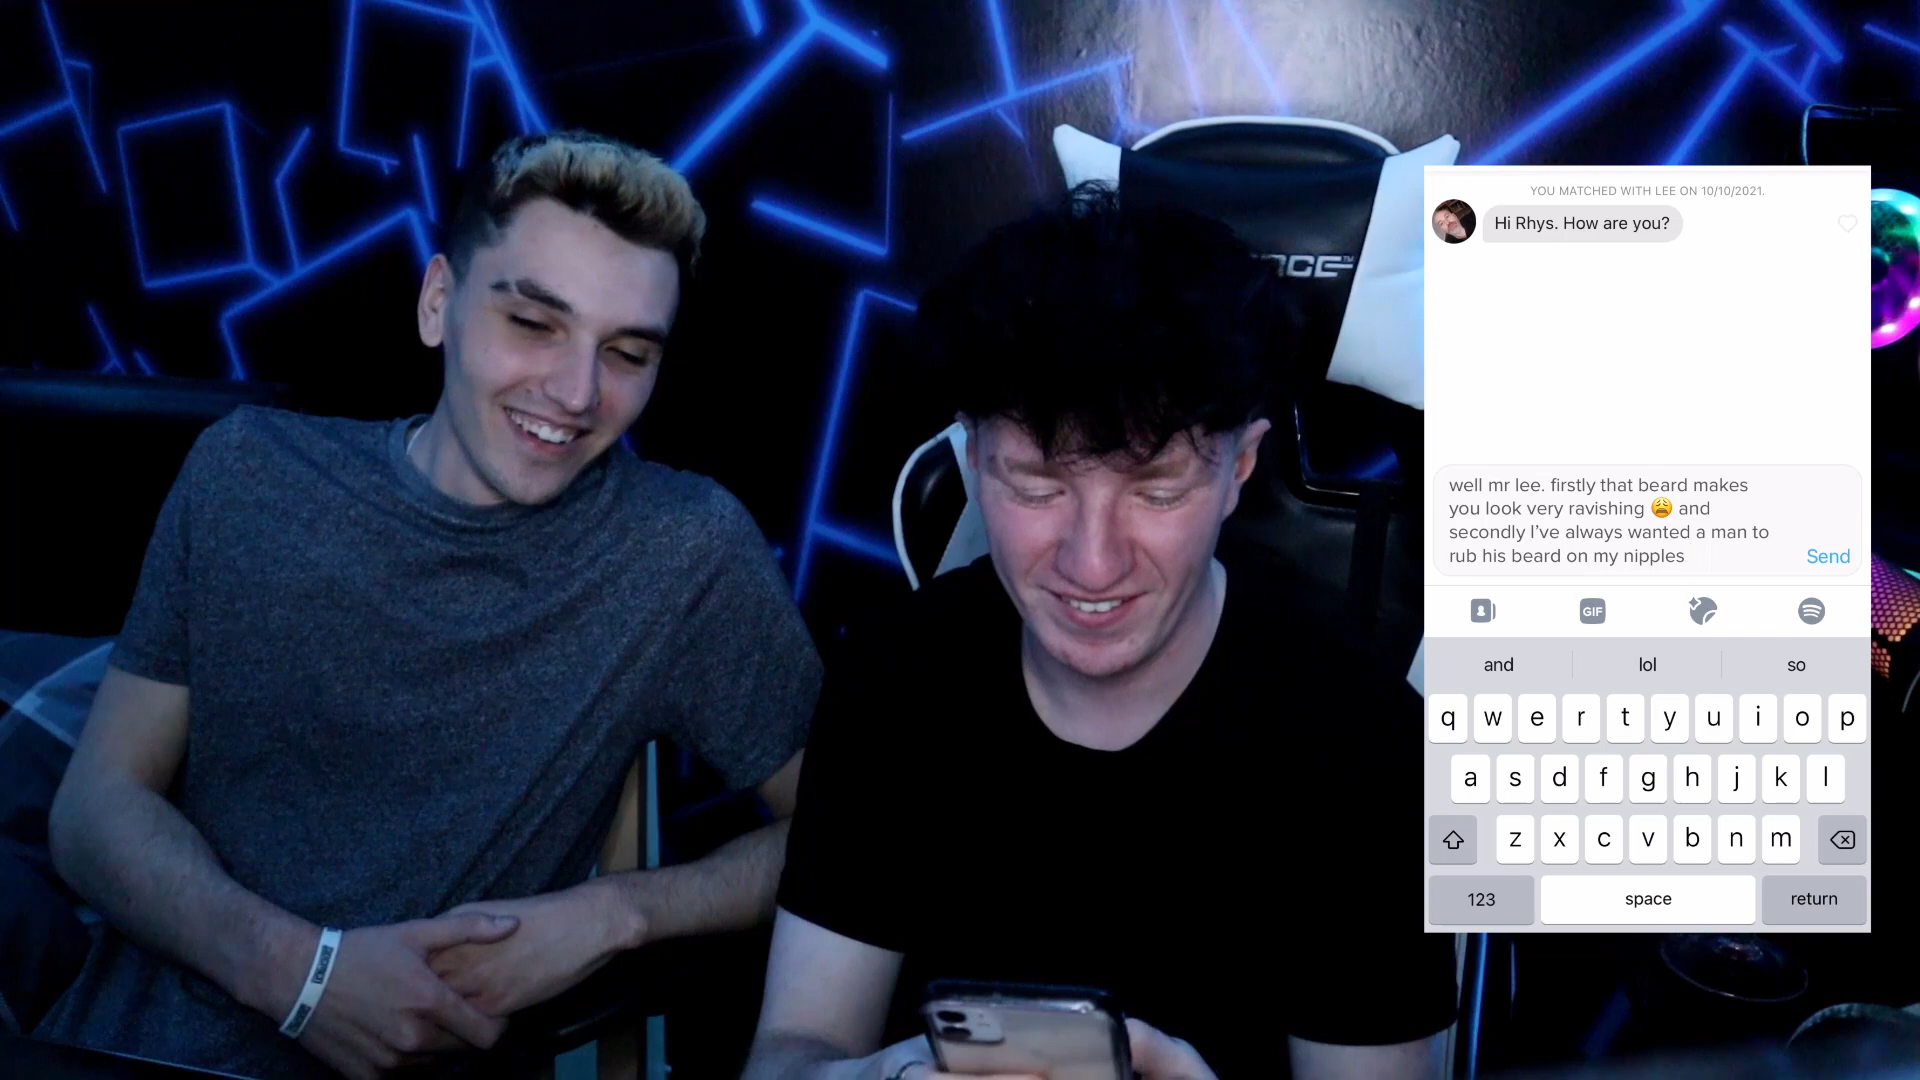 YOU MATCHED WITH LEE ON 10/10/2021.
Hi Rhys. How are you?
well mr lee. firstly that beard makes
you look very ravishing 😩 and
secondly I've always wanted a man to
rub his beard on my nipples
Send
GIF
and lol so
q w e r t y u i o p
a s d f g h j k l
z x c v b n m
123 space return